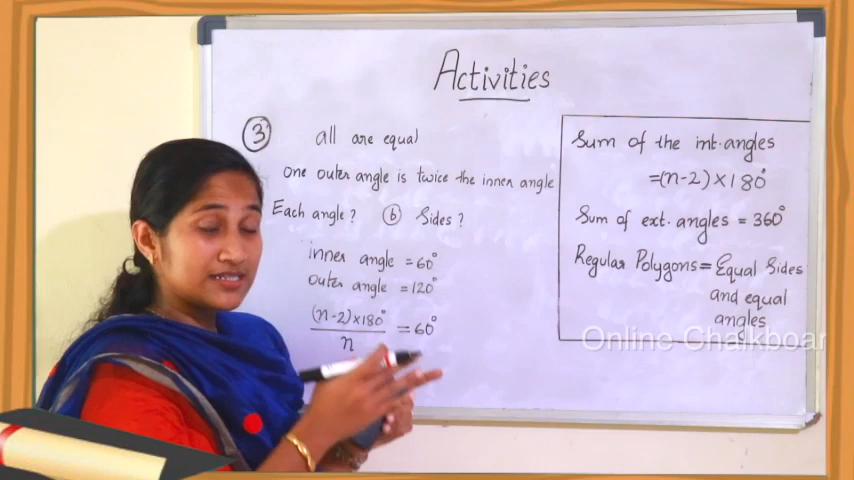 Activities
3 all are equal
One outer angle is twice the inner angle
Each angle? b Sides?
inner angle = 60°
outer angle = 120°
(n-2)×180°
n
= 60°
Sum of the int. angles
=(n-2)×180°
Sum of ext. angles = 360°
Regular Polygons = Equal Sides
and equal
angles
Online Chalkboar